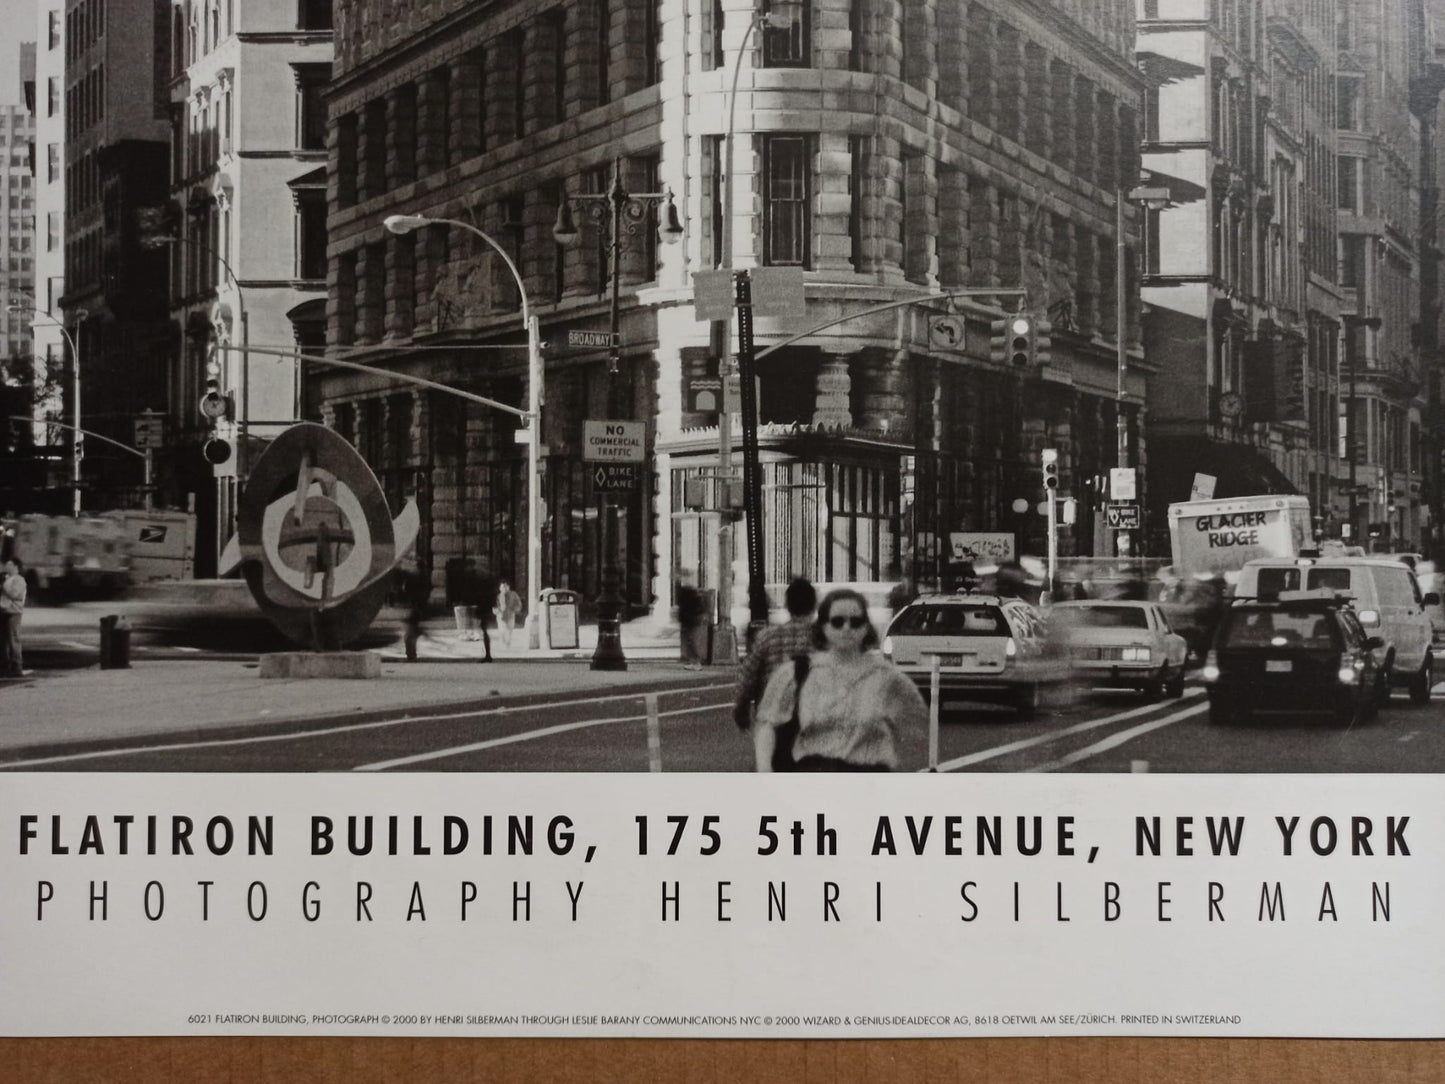 BROADWAY
NO
COMMERCIAL
TRAFFIC
BIKE
LANE
BIKE
LANE
GLACIER
RIDGE
FLATIRON BUILDING, 175 5th AVENUE, NEW YORK
PHOTOGRAPHY HENRI SILBERMAN
6021 FLATIRON BUILDING, PHOTOGRAPH © 2000 BY HENRI SILBERMAN THROUGH LESLIE BARANY COMMUNICATIONS NYC © 2000 WIZARD & GENIUS-IDEALDECOR AG, 8618 OETWIL AM SEE/ZÜRICH. PRINTED IN SWITZERLAND